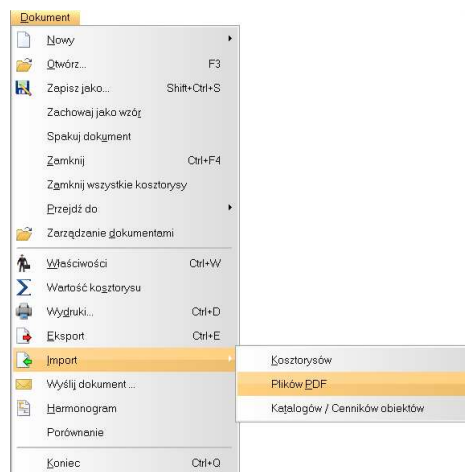 Dokument
Nowy
Otwórz... F3
Zapisz jako... Shift+Ctrl+S
Zachowaj jako wzór
Spakuj dokument
Zamknij Ctrl+F4
Zamknij wszystkie kosztorysy
Przejdź do
Zarządzanie dokumentami
Właściwości Ctrl+W
Wartość kosztorysu
Wydruki... Ctrl+D
Eksport Ctrl+E
Import
Kosztorysów
Plików PDF
Katalogów / Cenników obiektów
Wyślij dokument ...
Harmonogram
Porównanie
Koniec Ctrl+Q